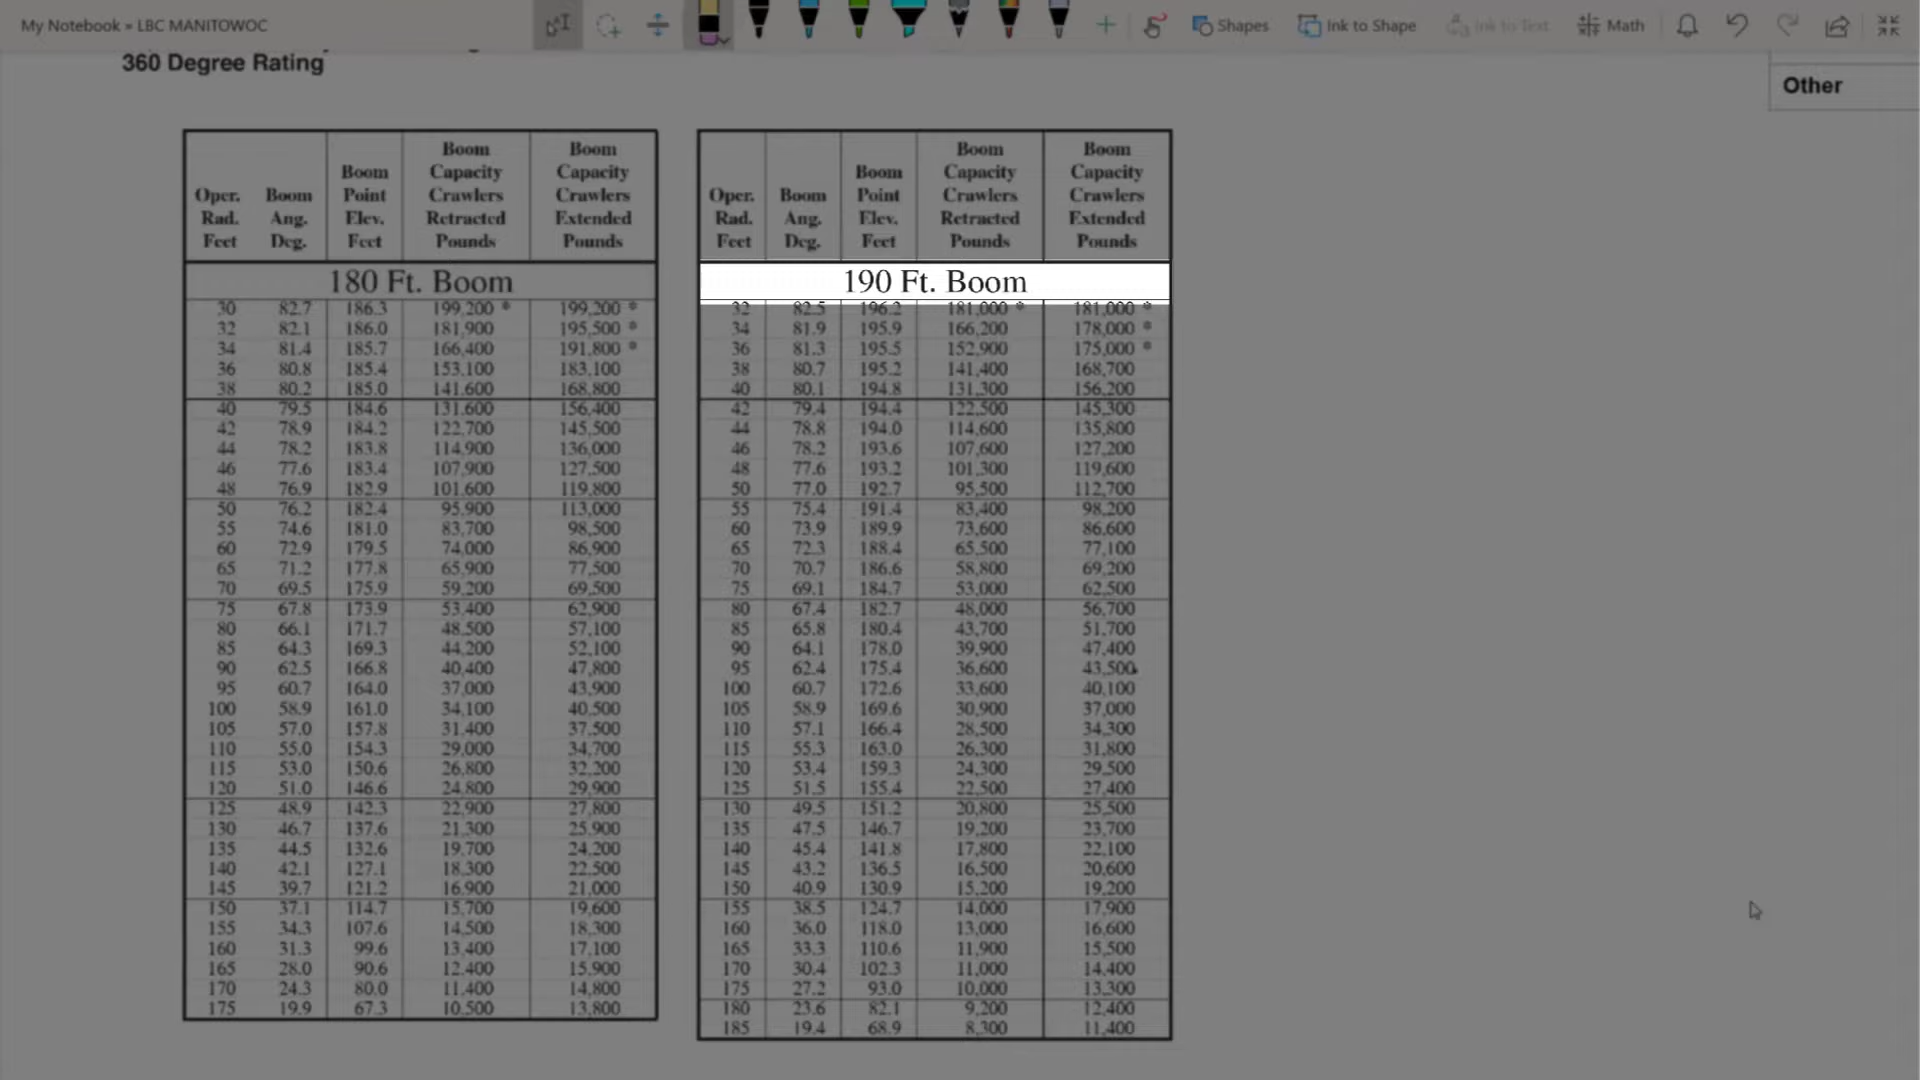 My Notebook » LBC MANITOWOC
Shapes
Ink to Shape
Ink to Text
Math
360 Degree Rating
Other
Oper. Rad. Feet
Boom Ang. Deg.
Boom Point Elev. Feet
Boom Capacity Crawlers Retracted Pounds
Boom Capacity Crawlers Extended Pounds
180 Ft. Boom
30 82.7 186.3 199,200 * 199,200 *
32 82.1 186.0 181,900 195,500 *
34 81.4 185.7 166,400 191,800 *
36 80.8 185.4 153,100 183,100
38 80.2 185.0 141,600 168,800
40 79.5 184.6 131,600 156,400
42 78.9 184.2 122,700 145,500
44 78.2 183.8 114,900 136,000
46 77.6 183.4 107,900 127,500
48 76.9 182.9 101,600 119,800
50 76.2 182.4 95,900 113,000
55 74.6 181.0 83,700 98,500
60 72.9 179.5 74,000 86,900
65 71.2 177.8 65,900 77,500
70 69.5 175.9 59,200 69,500
75 67.8 173.9 53,400 62,900
80 66.1 171.7 48,500 57,100
85 64.3 169.3 44,200 52,100
90 62.5 166.8 40,400 47,800
95 60.7 164.0 37,000 43,900
100 58.9 161.0 34,100 40,500
105 57.0 157.8 31,400 37,500
110 55.0 154.3 29,000 34,700
115 53.0 150.6 26,800 32,200
120 51.0 146.6 24,800 29,900
125 48.9 142.3 22,900 27,800
130 46.7 137.6 21,300 25,900
135 44.5 132.6 19,700 24,200
140 42.1 127.1 18,300 22,500
145 39.7 121.2 16,900 21,000
150 37.1 114.7 15,700 19,600
155 34.3 107.6 14,500 18,300
160 31.3 99.6 13,400 17,100
165 28.0 90.6 12,400 15,900
170 24.3 80.0 11,400 14,800
175 19.9 67.3 10,500 13,800
Oper. Rad. Feet
Boom Ang. Deg.
Boom Point Elev. Feet
Boom Capacity Crawlers Retracted Pounds
Boom Capacity Crawlers Extended Pounds
190 Ft. Boom
32 82.5 196.2 181,000 * 181,000 *
34 81.9 195.9 166,200 178,000 *
36 81.3 195.5 152,900 175,000 *
38 80.7 195.2 141,400 168,700
40 80.1 194.8 131,300 156,200
42 79.4 194.4 122,500 145,300
44 78.8 194.0 114,600 135,800
46 78.2 193.6 107,600 127,200
48 77.6 193.2 101,300 119,600
50 77.0 192.7 95,500 112,700
55 75.4 191.4 83,400 98,200
60 73.9 189.9 73,600 86,600
65 72.3 188.4 65,500 77,100
70 70.7 186.6 58,800 69,200
75 69.1 184.7 53,000 62,500
80 67.4 182.7 48,000 56,700
85 65.8 180.4 43,700 51,700
90 64.1 178.0 39,900 47,400
95 62.4 175.4 36,600 43,500
100 60.7 172.6 33,600 40,100
105 58.9 169.6 30,900 37,000
110 57.1 166.4 28,500 34,300
115 55.3 163.0 26,300 31,800
120 53.4 159.3 24,300 29,500
125 51.5 155.4 22,500 27,400
130 49.5 151.2 20,800 25,500
135 47.5 146.7 19,200 23,700
140 45.4 141.8 17,800 22,100
145 43.2 136.5 16,500 20,600
150 40.9 130.9 15,200 19,200
155 38.5 124.7 14,000 17,900
160 36.0 118.0 13,000 16,600
165 33.3 110.6 11,900 15,500
170 30.4 102.3 11,000 14,400
175 27.2 93.0 10,000 13,300
180 23.6 82.1 9,200 12,400
185 19.4 68.9 8,300 11,400